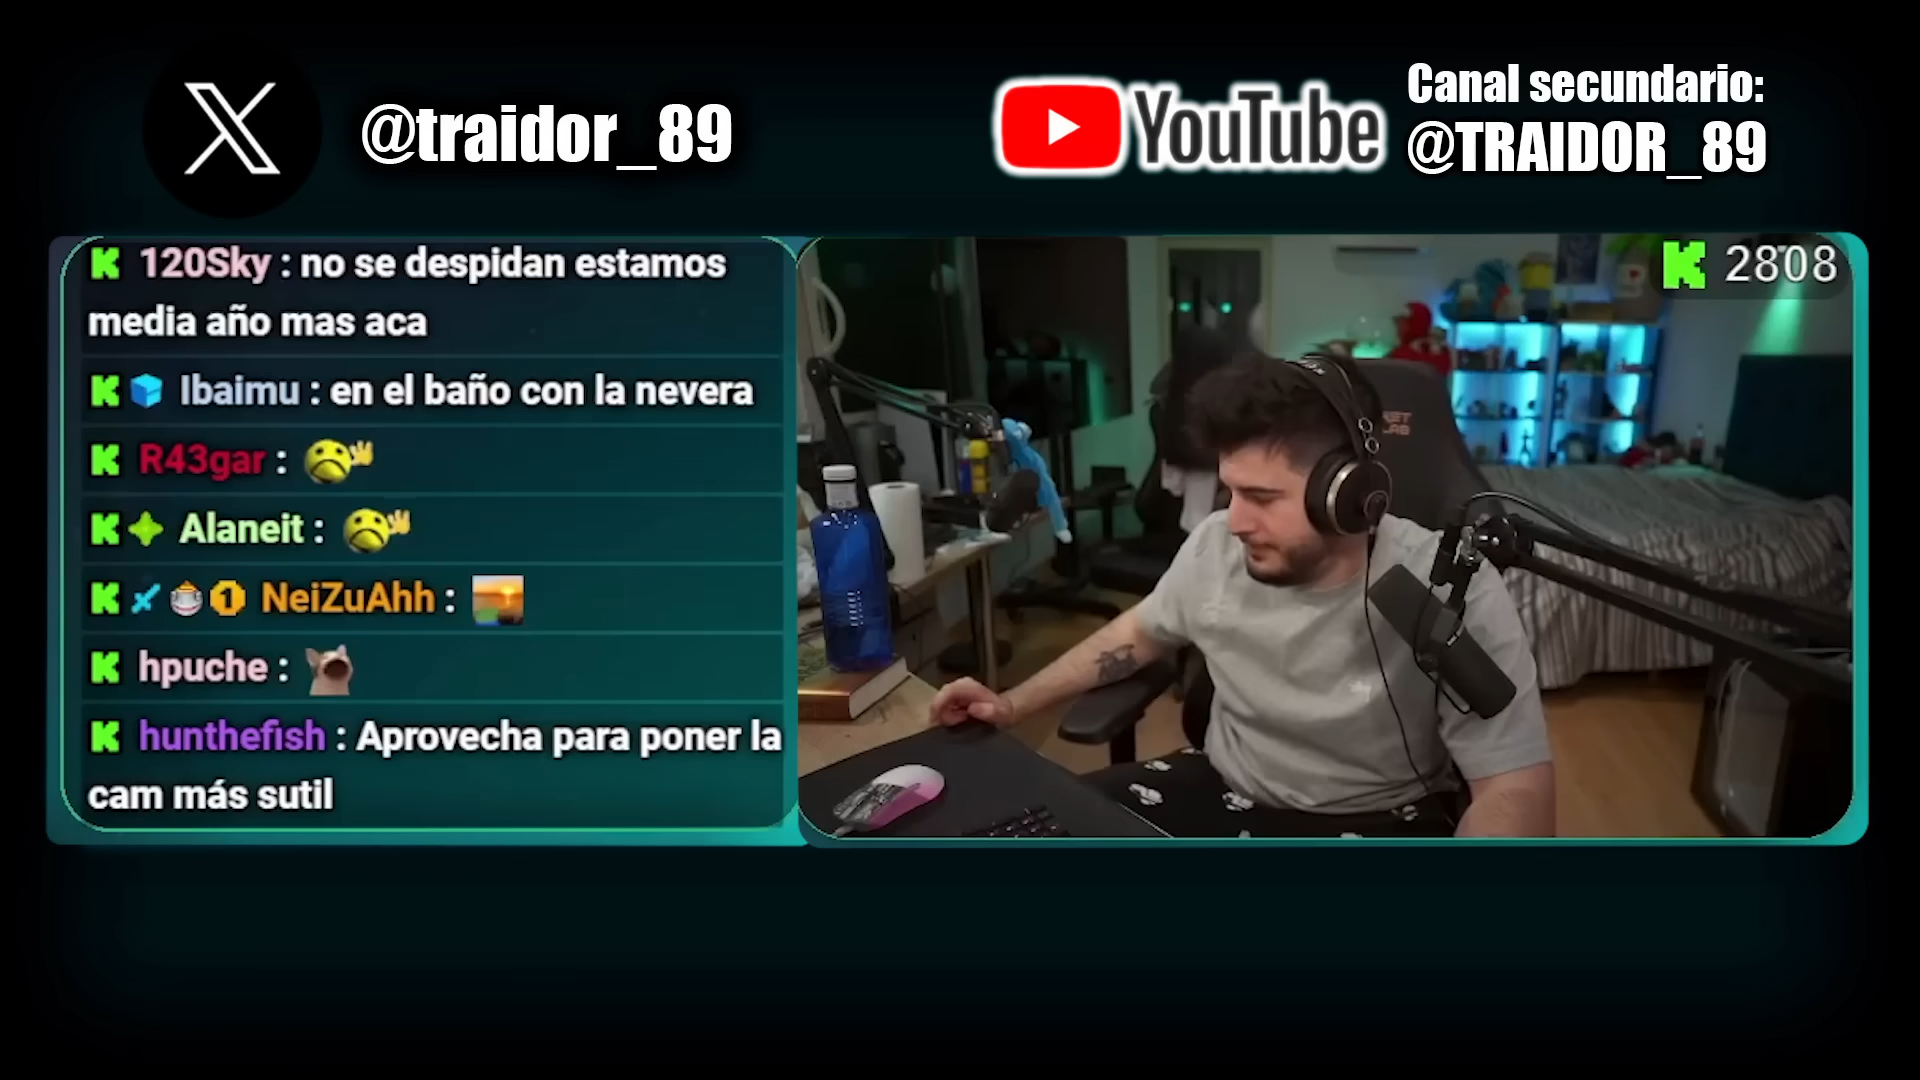 @traidor_89
YouTube
Canal secundario:
@TRAIDOR_89
120Sky : no se despidan estamos
media año mas aca
Ibaimu : en el baño con la nevera
R43gar :
Alaneit :
1 NeiZuAhh :
hpuche :
hunthefish : Aprovecha para poner la
cam más sutil
2808